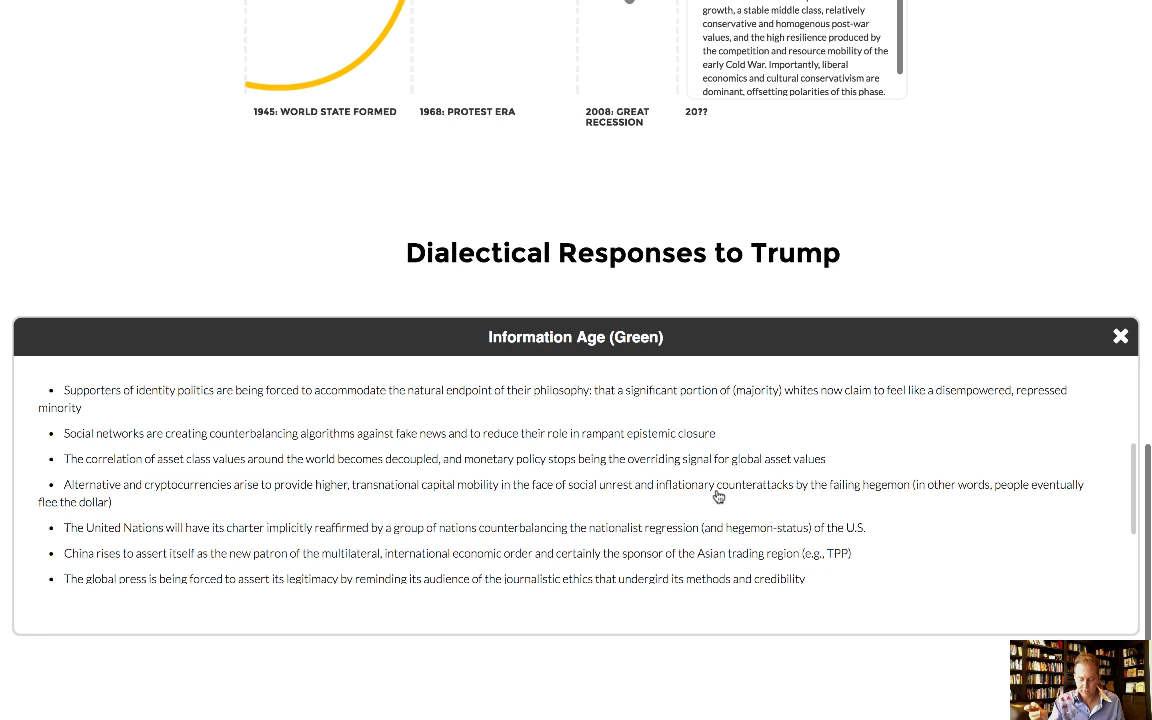 growth, a stable middle class, relatively
conservative and homogenous post-war
values, and the high resilience produced by
the competition and resource mobility of the
early Cold War. Importantly, liberal
economics and cultural conservativism are
dominant, offsetting polarities of this phase.
1945: WORLD STATE FORMED
1968: PROTEST ERA
2008: GREAT
RECESSION
20??
Dialectical Responses to Trump
Information Age (Green)
• Supporters of identity politics are being forced to accommodate the natural endpoint of their philosophy: that a significant portion of (majority) whites now claim to feel like a disempowered, repressed
minority
• Social networks are creating counterbalancing algorithms against fake news and to reduce their role in rampant epistemic closure
• The correlation of asset class values around the world becomes decoupled, and monetary policy stops being the overriding signal for global asset values
• Alternative and cryptocurrencies arise to provide higher, transnational capital mobility in the face of social unrest and inflationary counterattacks by the failing hegemon (in other words, people eventually
flee the dollar)
• The United Nations will have its charter implicitly reaffirmed by a group of nations counterbalancing the nationalist regression (and hegemon-status) of the U.S.
• China rises to assert itself as the new patron of the multilateral, international economic order and certainly the sponsor of the Asian trading region (e.g., TPP)
• The global press is being forced to assert its legitimacy by reminding its audience of the journalistic ethics that undergird its methods and credibility